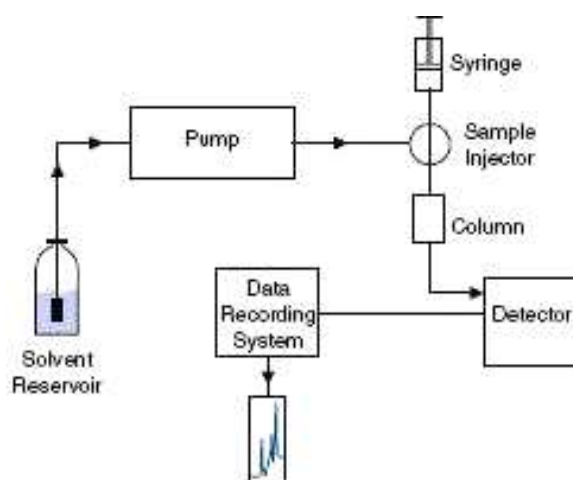 Syringe
Pump
Sample
Injector
Column
Data
Recording
System
Detector
Solvent
Reservoir